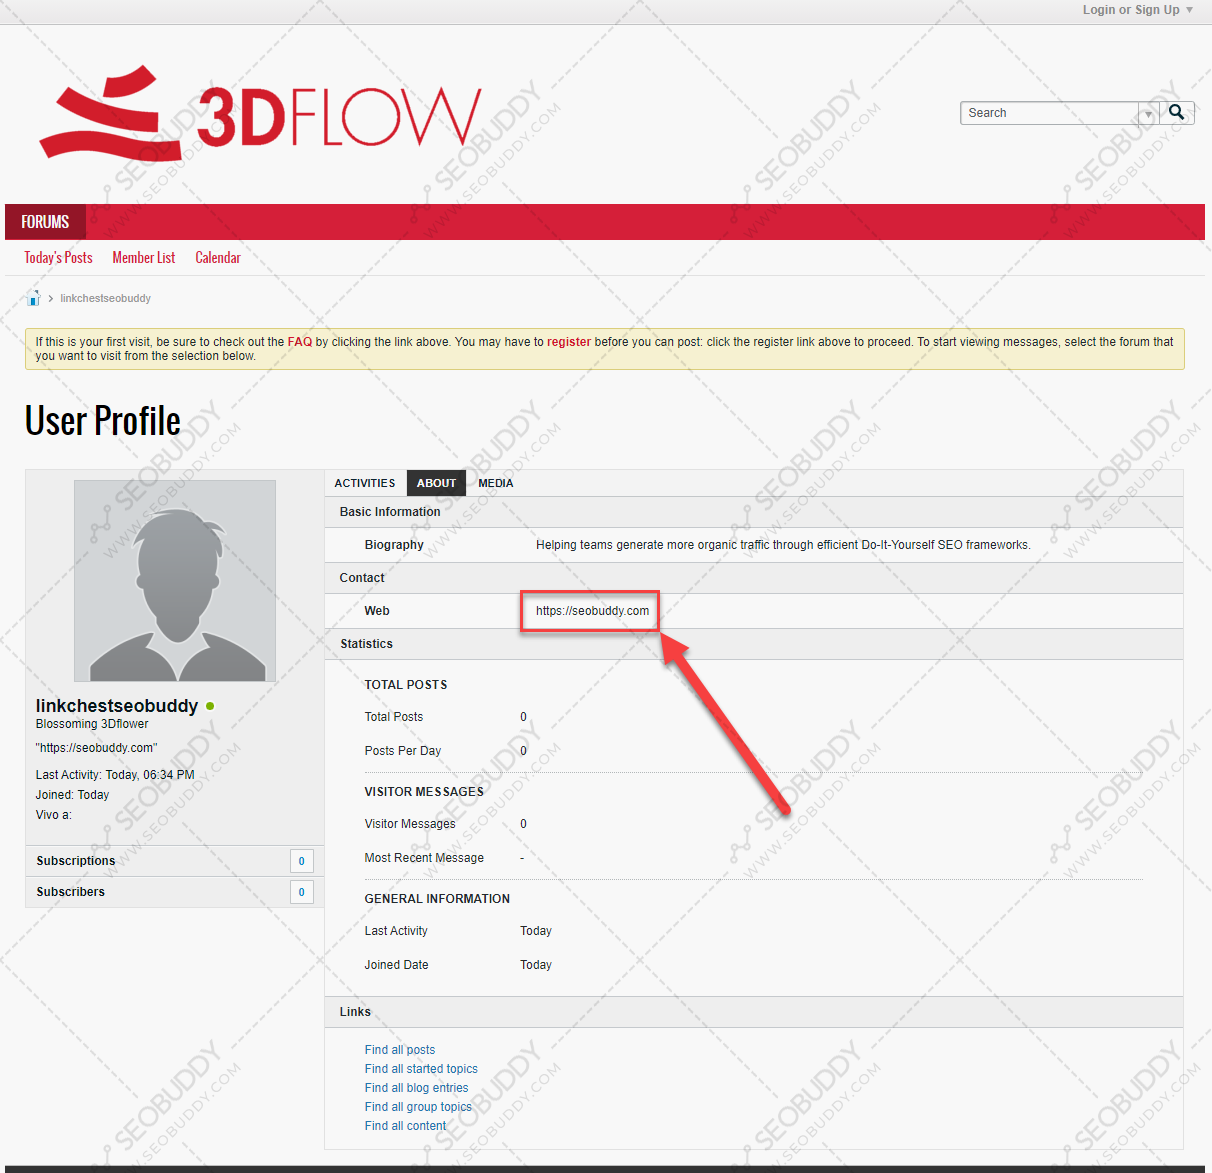 Login or Sign Up
3DFLOW
Search
FORUMS
Today's Posts Member List Calendar
linkchestseobuddy
If this is your first visit, be sure to check out the FAQ by clicking the link above. You may have to register before you can post: click the register link above to proceed. To start viewing messages, select the forum that
you want to visit from the selection below.
User Profile
linkchestseobuddy
Blossoming 3Dflower
"https://seobuddy.com"
Last Activity: Today, 06:34 PM
Joined: Today
Vivo a:
Subscriptions 0
Subscribers 0
ACTIVITIES ABOUT MEDIA
Basic Information
Biography Helping teams generate more organic traffic through efficient Do-It-Yourself SEO frameworks.
Contact
Web https://seobuddy.com
Statistics
TOTAL POSTS
Total Posts 0
Posts Per Day 0
VISITOR MESSAGES
Visitor Messages 0
Most Recent Message -
GENERAL INFORMATION
Last Activity Today
Joined Date Today
Links
Find all posts
Find all started topics
Find all blog entries
Find all group topics
Find all content
SEOBUDDY
WWW.SEOBUDDY.COM